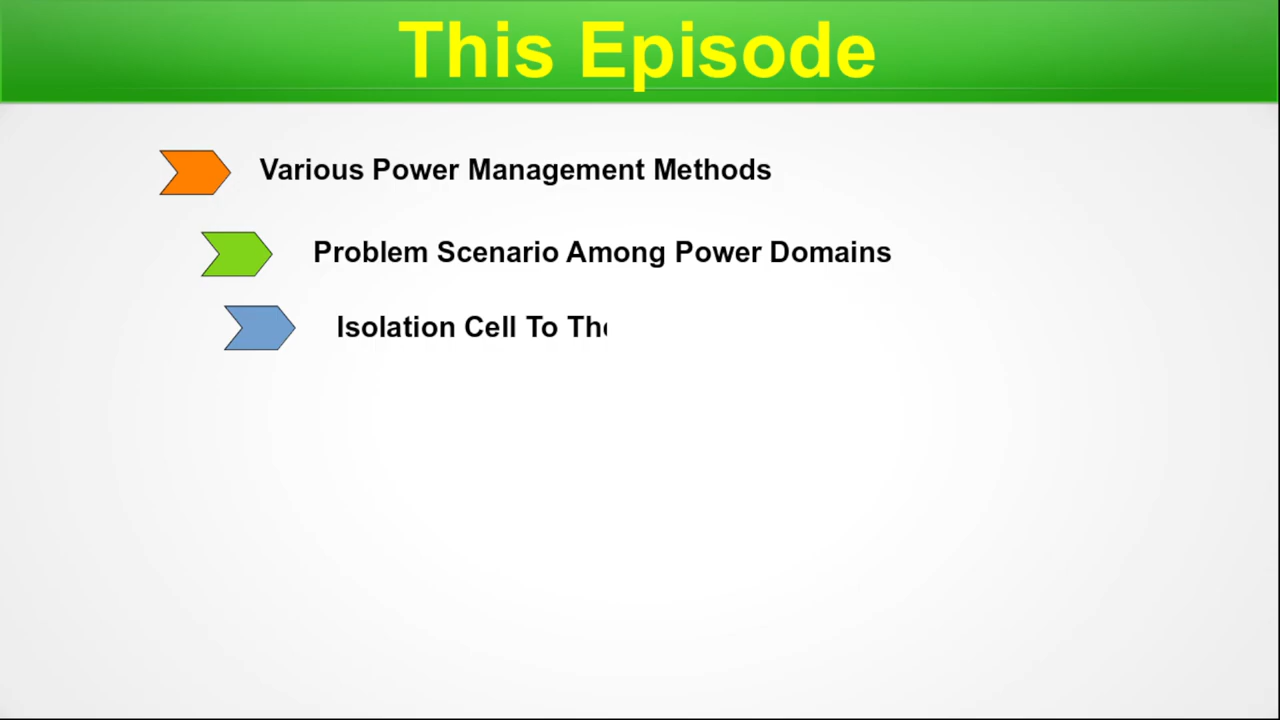 This Episode
Various Power Management Methods
Problem Scenario Among Power Domains
Isolation Cell To